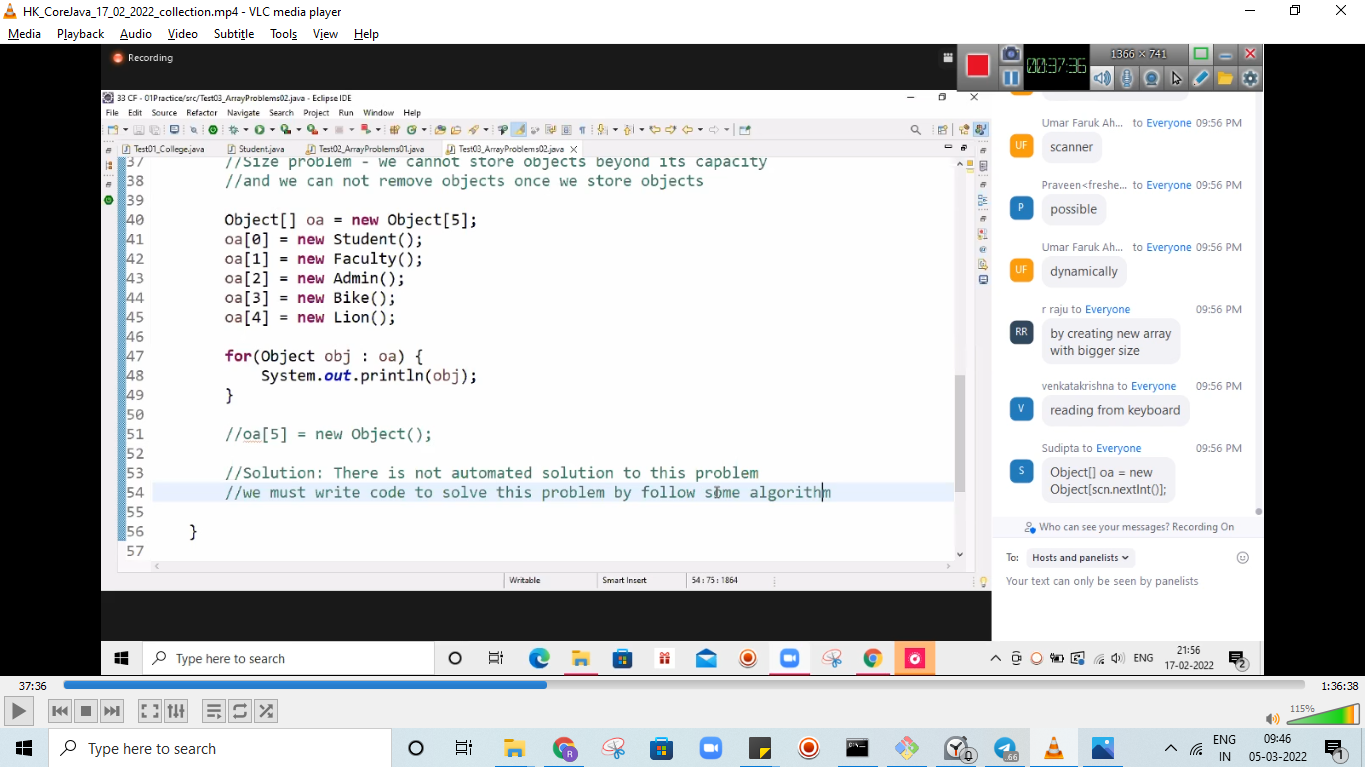 HK_CoreJava_17_02_2022_collection.mp4 - VLC media player
Media Playback Audio Video Subtitle Tools View Help
Recording
1366 × 741
00:37:36
33 CF - 01Practice/src/Test03_ArrayProblems02.java - Eclipse IDE
File Edit Source Refactor Navigate Search Project Run Window Help
Test01_College.java Student.java Test02_ArrayProblems01.java Test03_ArrayProblems02.java
37 //Size problem - we cannot store objects beyond its capacity
38 //and we can not remove objects once we store objects
39
40 Object[] oa = new Object[5];
41 oa[0] = new Student();
42 oa[1] = new Faculty();
43 oa[2] = new Admin();
44 oa[3] = new Bike();
45 oa[4] = new Lion();
46
47 for(Object obj : oa) {
48 System.out.println(obj);
49 }
50
51 //oa[5] = new Object();
52
53 //Solution: There is not automated solution to this problem
54 //we must write code to solve this problem by follow some algorithm
55
56 }
57
Writable Smart Insert 54 : 75 : 1864
Umar Faruk Ah... to Everyone 09:56 PM
UF scanner
Praveen<freshe... to Everyone 09:56 PM
P possible
Umar Faruk Ah... to Everyone 09:56 PM
UF dynamically
r raju to Everyone 09:56 PM
RR by creating new array
with bigger size
venkatakrishna to Everyone 09:56 PM
V reading from keyboard
Sudipta to Everyone 09:56 PM
S Object[] oa = new
Object[scn.nextInt()];
Who can see your messages? Recording On
To: Hosts and panelists
Your text can only be seen by panelists
Type here to search
ENG
21:56
17-02-2022
2
37:36
1:36:38
115%
Type here to search
.66
ENG
IN
09:46
05-03-2022
1